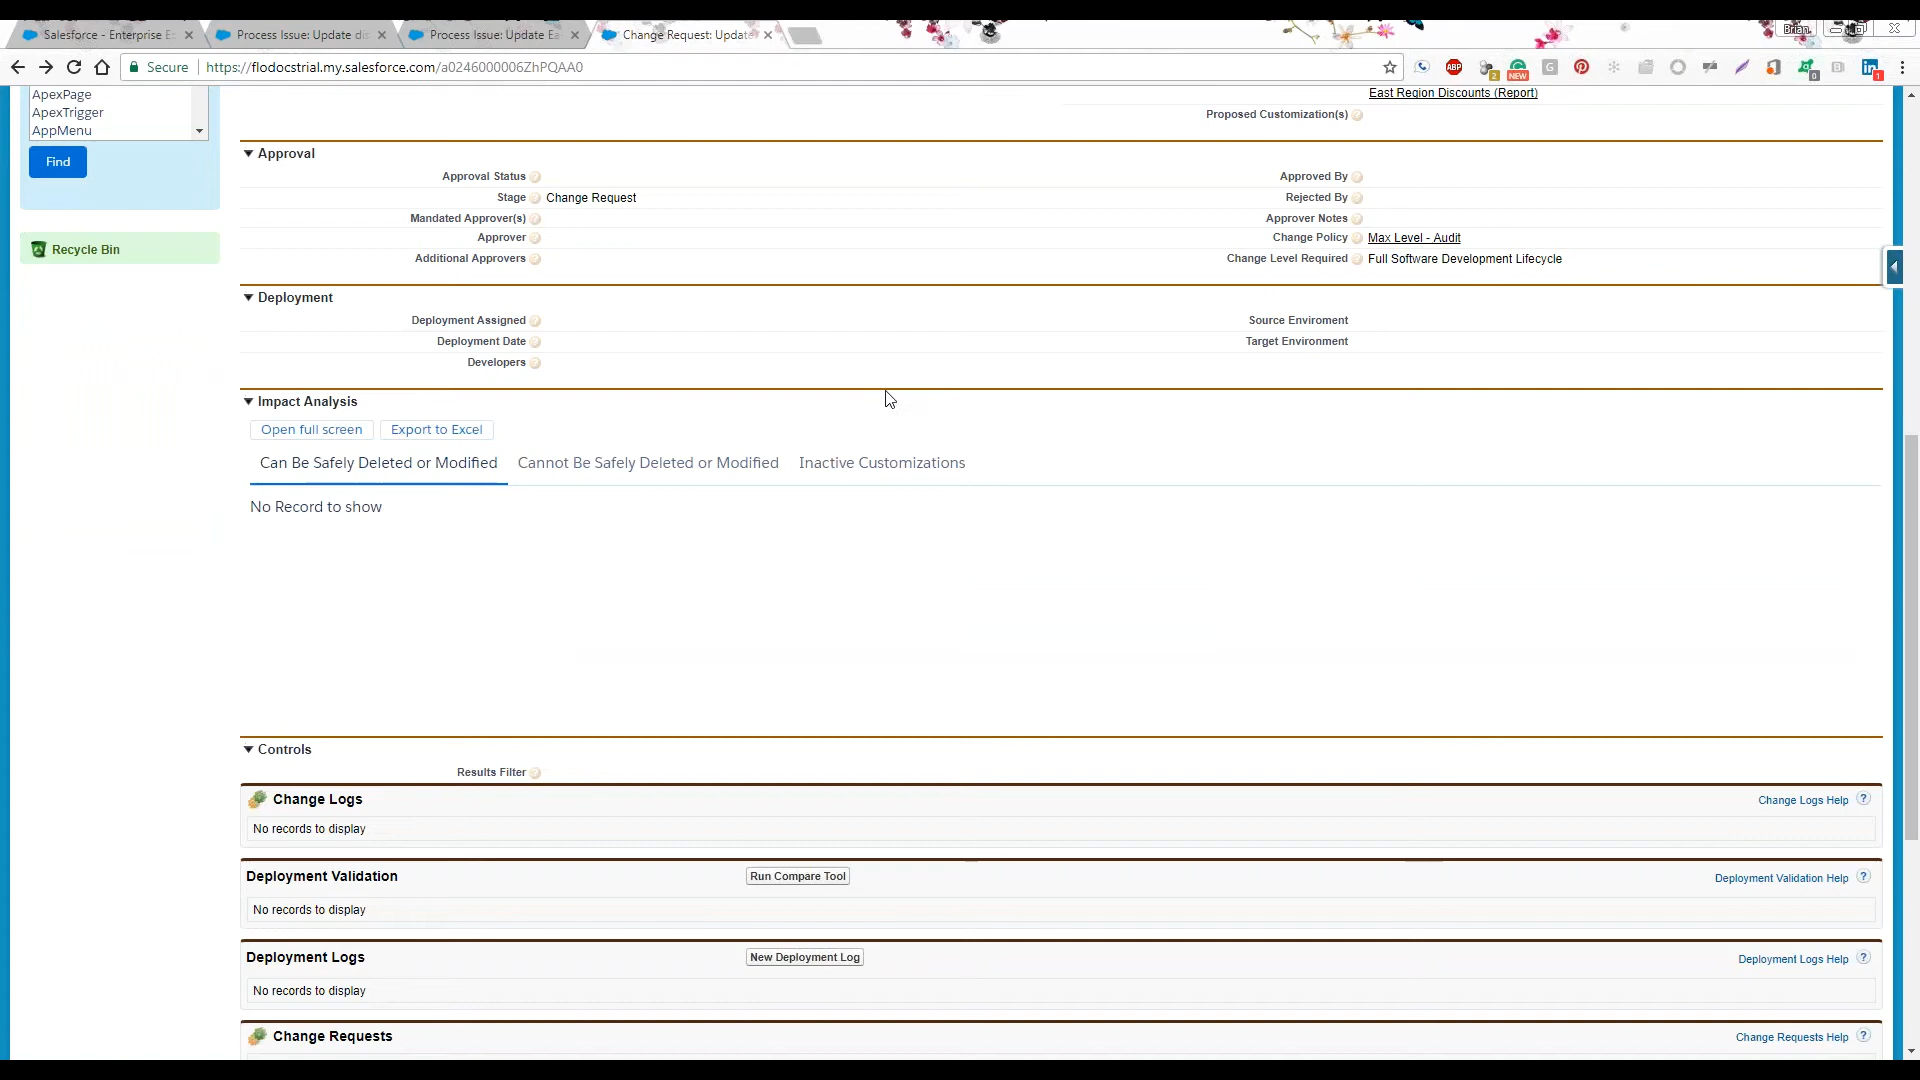 Salesforce - Enterprise E
Process Issue: Update di
Process Issue: Update Ea
Change Request: Update
Brian
Secure
https://flodocstrial.my.salesforce.com/a0246000006ZhPQAA0
ABP
2
NEW
G
0
1
ApexPage
ApexTrigger
AppMenu
Find
Recycle Bin
East Region Discounts (Report)
Proposed Customization(s)
Approval
Approval Status
Approved By
Stage Change Request
Rejected By
Mandated Approver(s)
Approver Notes
Approver
Change Policy Max Level - Audit
Additional Approvers
Change Level Required Full Software Development Lifecycle
Deployment
Deployment Assigned
Source Enviroment
Deployment Date
Target Environment
Developers
Impact Analysis
Open full screen Export to Excel
Can Be Safely Deleted or Modified Cannot Be Safely Deleted or Modified Inactive Customizations
No Record to show
Controls
Results Filter
Change Logs
Change Logs Help ?
No records to display
Deployment Validation
Run Compare Tool
Deployment Validation Help ?
No records to display
Deployment Logs
New Deployment Log
Deployment Logs Help ?
No records to display
Change Requests
Change Requests Help ?